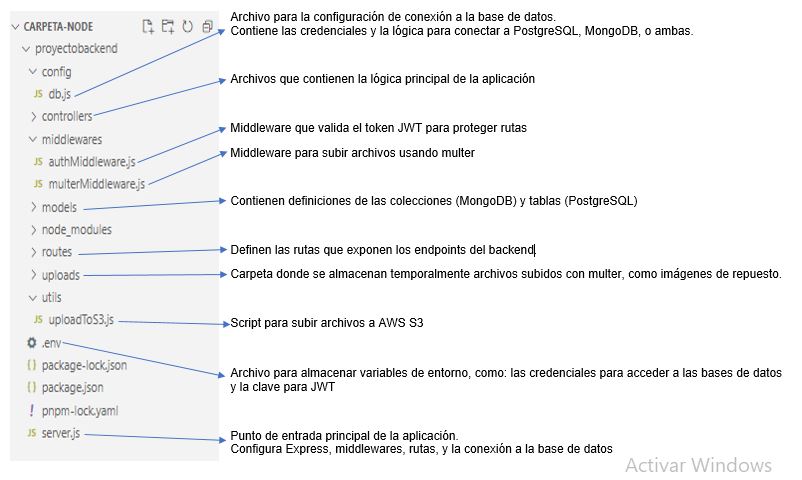 Archivo para la configuración de conexión a la base de datos.
CARPETA-NODE
Contiene las credenciales y la lógica para conectar a PostgreSQL, MongoDB, o ambas.
proyectobackend
config
Archivos que contienen la lógica principal de la aplicación
JS db.js
controllers
Middleware que valida el token JWT para proteger rutas
middlewares
Middleware para subir archivos usando multer
JS authMiddleware.js
JS multerMiddleware.js
Contienen definiciones de las colecciones (MongoDB) y tablas (PostgreSQL)
models
node_modules
Definen las rutas que exponen los endpoints del backend
routes
Carpeta donde se almacenan temporalmente archivos subidos con multer, como imágenes de repuesto.
uploads
utils
JS uploadToS3.js
Script para subir archivos a AWS S3
.env
{} package-lock.json
Archivo para almacenar variables de entorno, como: las credenciales para acceder a las bases de datos
y la clave para JWT
{} package.json
! pnpm-lock.yaml
JS server.js
Punto de entrada principal de la aplicación.
Configura Express, middlewares, rutas, y la conexión a la base de datos
Activar Windows